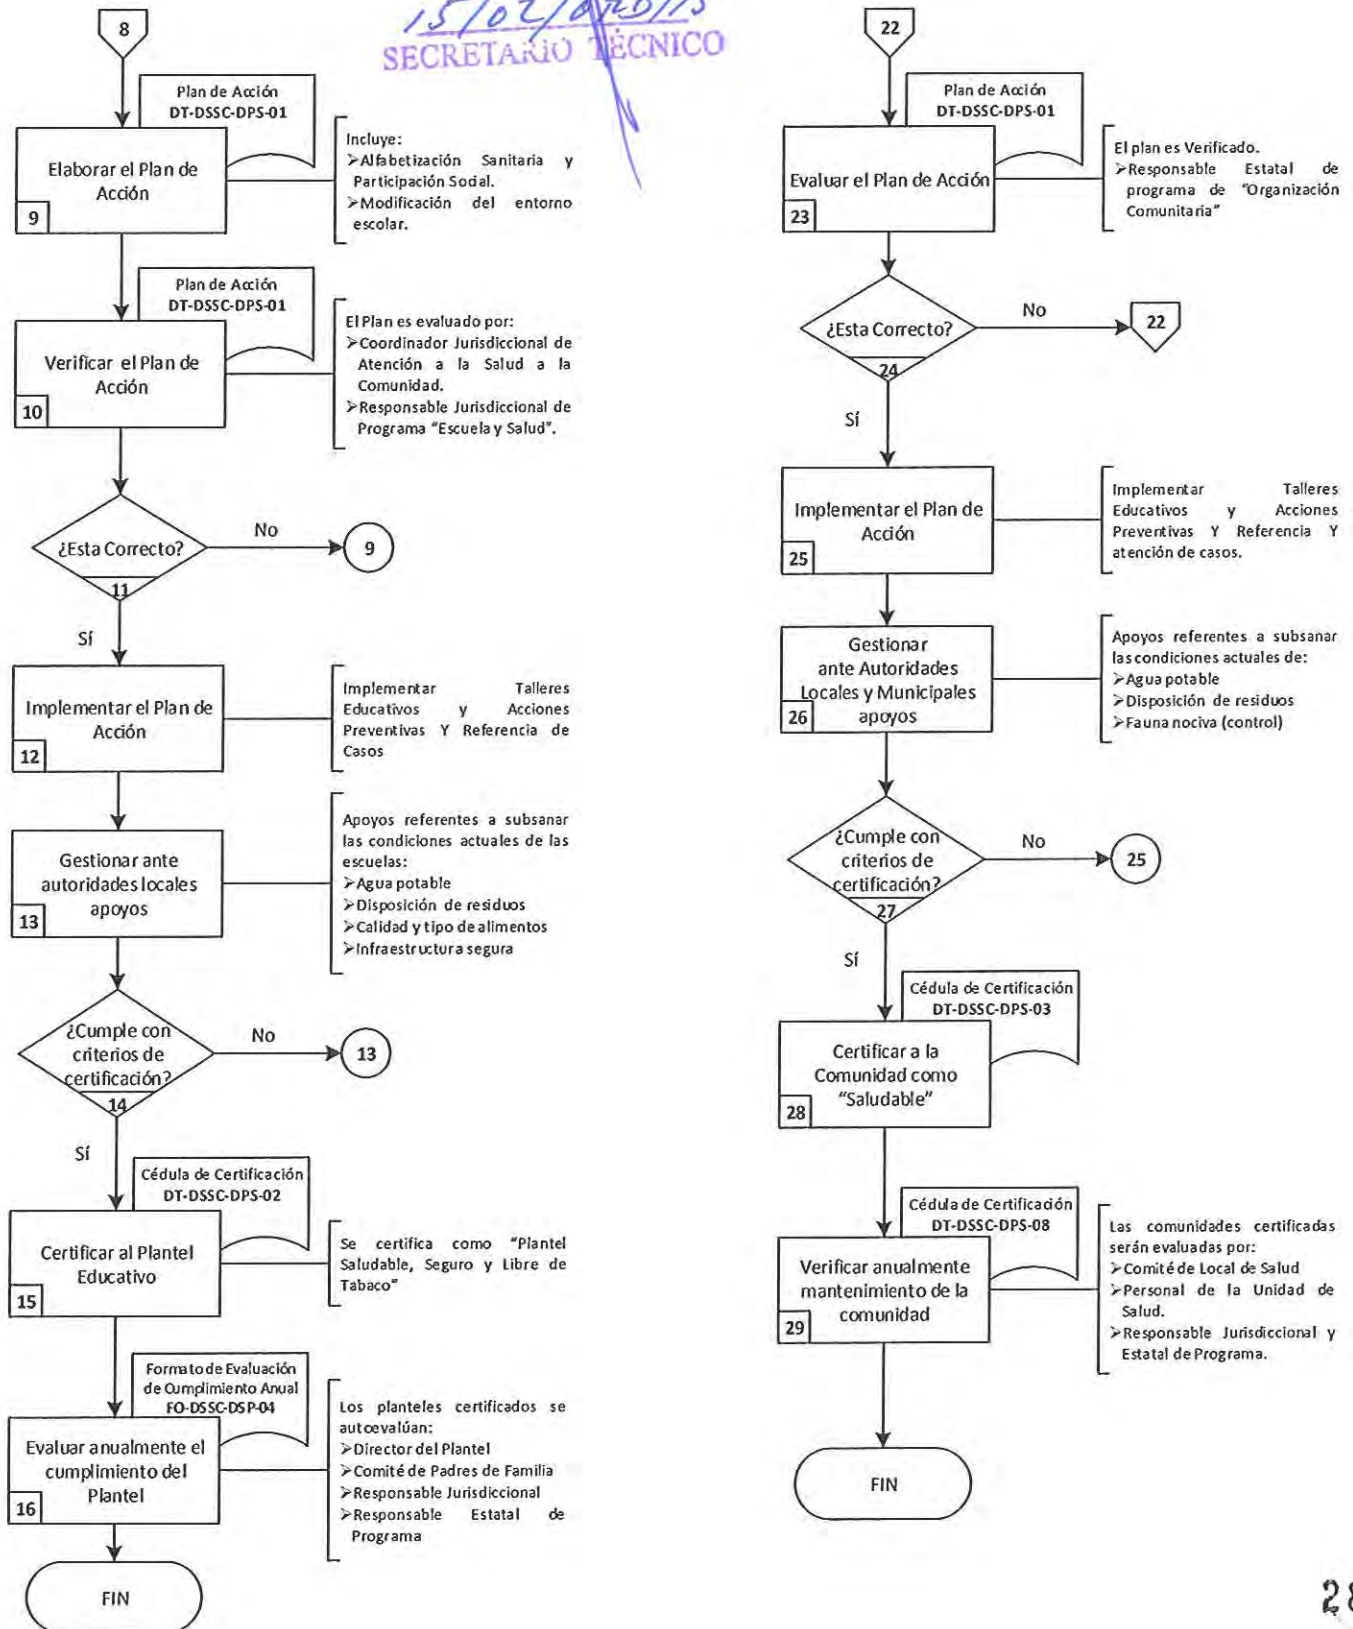 SECRETARIO TÉCNICO
8
Plan de Acción
DT-DSSC-DPS-01
Elaborar el Plan de
Acción
9
Incluye:
➢Alfabetización Sanitaria y
Participación Social.
➢Modificación del entorno
escolar.
Plan de Acción
DT-DSSC-DPS-01
Verificar el Plan de
Acción
10
El Plan es evaluado por:
➢Coordinador Jurisdiccional de
Atención a la Salud a la
Comunidad.
➢Responsable Jurisdiccional de
Programa “Escuela y Salud”.
¿Esta Correcto?
11
No
9
Sí
Implementar el Plan de
Acción
12
Implementar Talleres
Educativos y Acciones
Preventivas Y Referencia de
Casos
Gestionar ante
autoridades locales
apoyos
13
Apoyos referentes a subsanar
las condiciones actuales de las
escuelas:
➢Agua potable
➢Disposición de residuos
➢Calidad y tipo de alimentos
➢Infraestructura segura
¿Cumple con
criterios de
certificación?
14
No
13
Sí
Cédula de Certificación
DT-DSSC-DPS-02
Certificar al Plantel
Educativo
15
Se certifica como “Plantel
Saludable, Seguro y Libre de
Tabaco”
Formato de Evaluación
de Cumplimiento Anual
FO-DSSC-DSP-04
Evaluar anualmente el
cumplimiento del
Plantel
16
Los planteles certificados se
autoevalúan:
➢Director del Plantel
➢Comité de Padres de Familia
➢Responsable Jurisdiccional
➢Responsable Estatal de
Programa
FIN
22
Plan de Acción
DT-DSSC-DPS-01
Evaluar el Plan de Acción
23
El plan es Verificado.
➢Responsable Estatal de
programa de “Organización
Comunitaria”
¿Esta Correcto?
24
No
22
Sí
Implementar el Plan de
Acción
25
Implementar Talleres
Educativos y Acciones
Preventivas Y Referencia Y
atención de casos.
Gestionar
ante Autoridades
Locales y Municipales
apoyos
26
Apoyos referentes a subsanar
las condiciones actuales de:
➢Agua potable
➢Disposición de residuos
➢Fauna nociva (control)
¿Cumple con
criterios de
certificación?
27
No
25
Sí
Cédula de Certificación
DT-DSSC-DPS-03
Certificar a la
Comunidad como
“Saludable”
28
Cédula de Certificación
DT-DSSC-DPS-08
Verificar anualmente
mantenimiento de la
comunidad
29
Las comunidades certificadas
serán evaluadas por:
➢Comité de Local de Salud
➢Personal de la Unidad de
Salud.
➢Responsable Jurisdiccional y
Estatal de Programa.
FIN